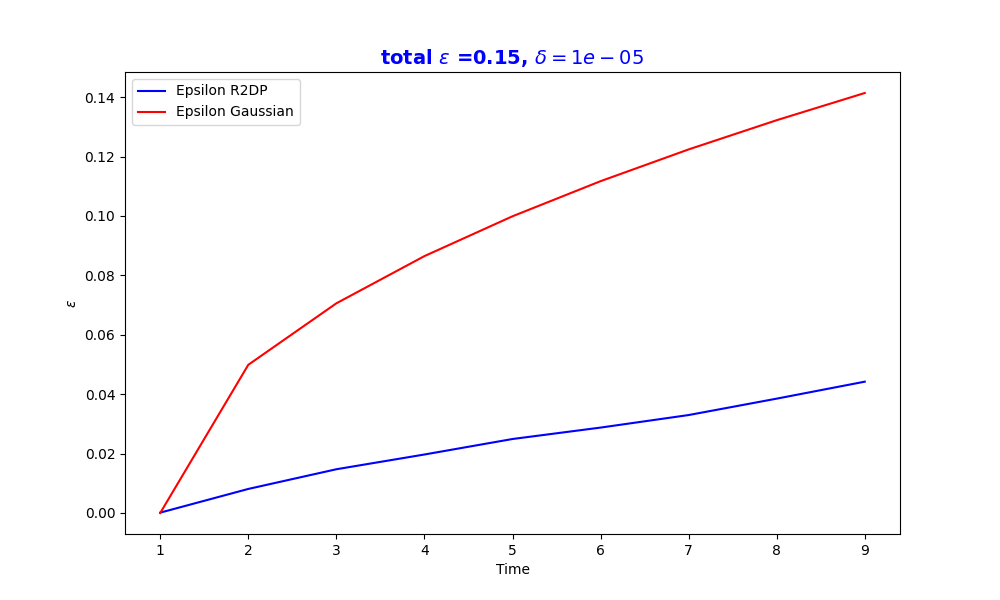 total ε =0.15, δ = 1e − 05
Epsilon R2DP
Epsilon Gaussian
0.14
0.12
0.10
0.08
0.06
0.04
0.02
0.00
ε
1 2 3 4 5 6 7 8 9
Time